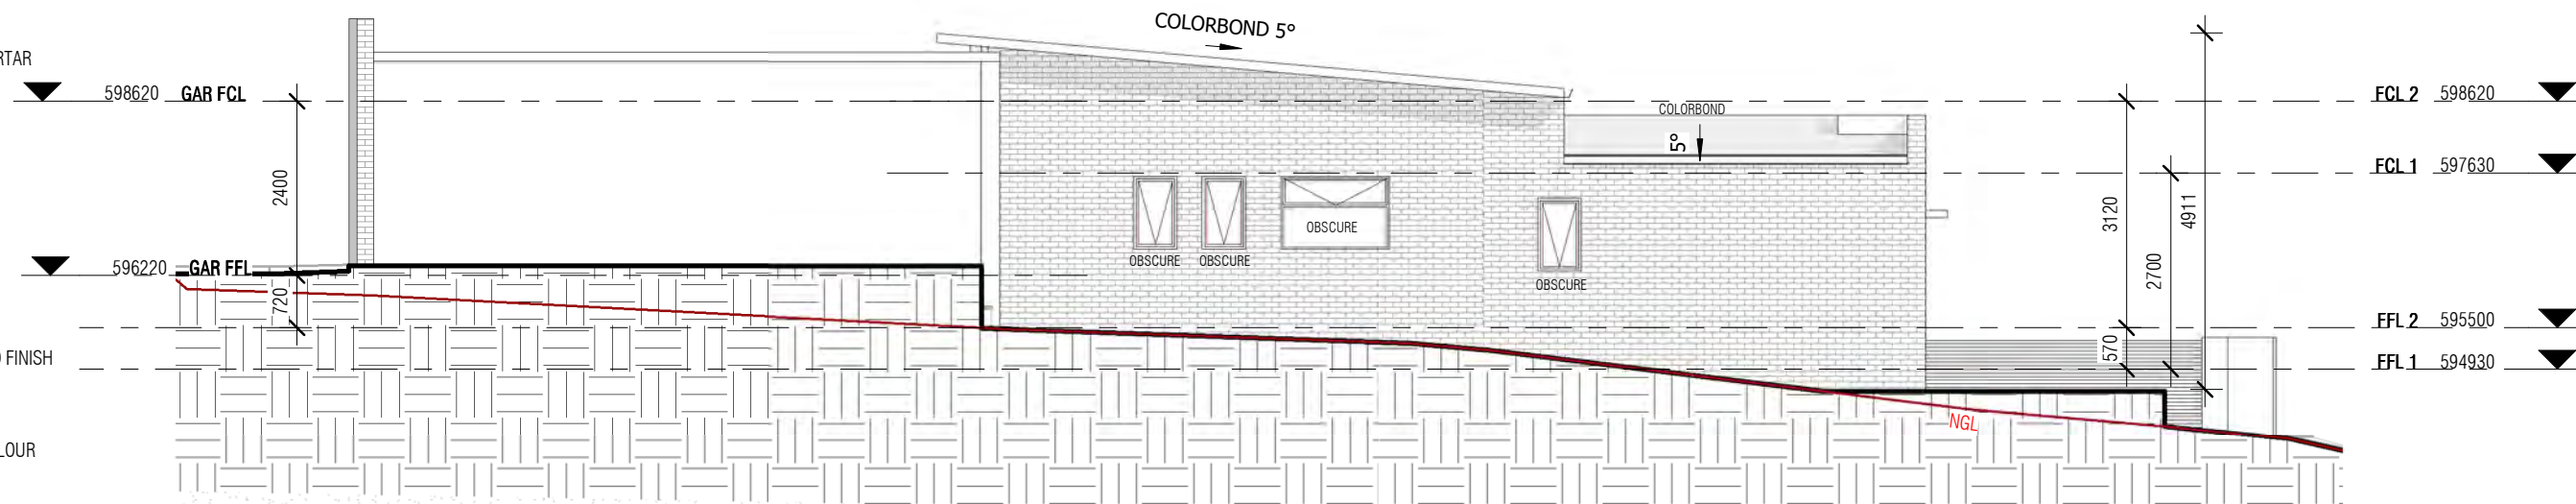 COLORBOND 5°
RTAR
598620 GAR FCL
FCL 2 598620
COLORBOND
5°
FCL 1 597630
2400
3120
4911
OBSCURE
OBSCURE OBSCURE
596220 GAR FFL
2700
OBSCURE
720
FFL 2 595500
570
FINISH
FFL 1 594930
NGL
LOUR